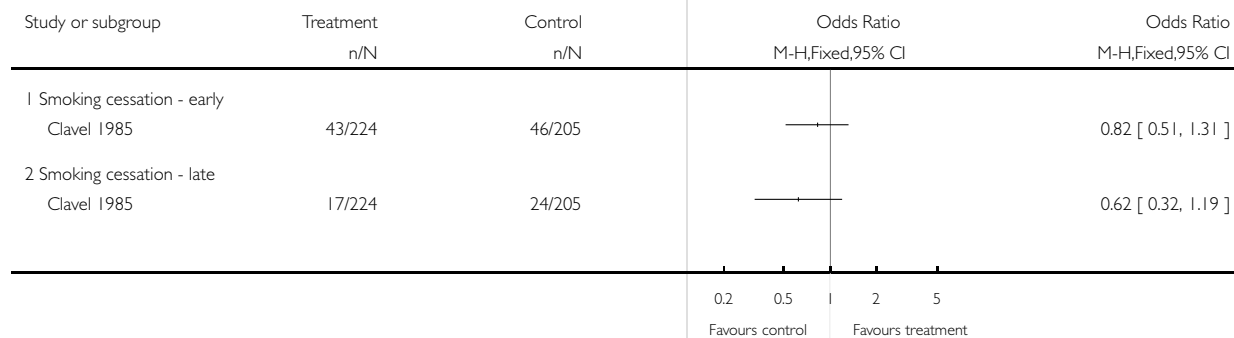 Study or subgroup Treatment Control Odds Ratio Odds Ratio
n/N n/N M-H,Fixed,95% CI M-H,Fixed,95% CI
1 Smoking cessation - early
Clavel 1985 43/224 46/205 0.82 [ 0.51, 1.31 ]
2 Smoking cessation - late
Clavel 1985 17/224 24/205 0.62 [ 0.32, 1.19 ]
0.2 0.5 1 2 5
Favours control Favours treatment